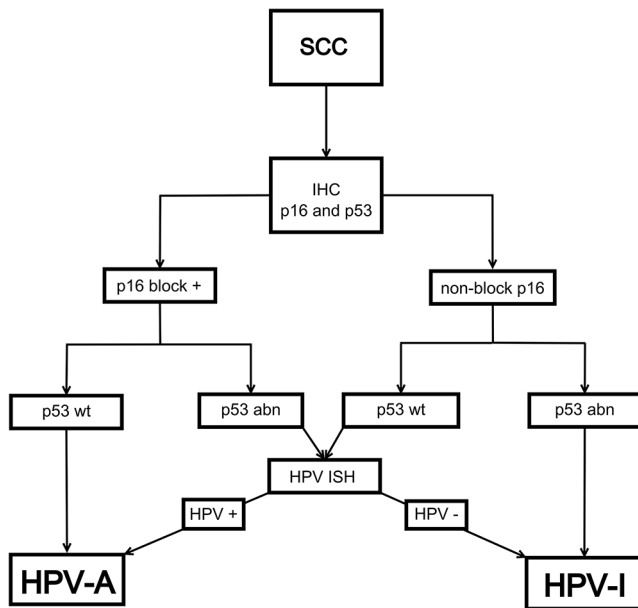 SCC
IHC
p16 and p53
p16 block +
non-block p16
p53 wt
p53 abn
p53 wt
p53 abn
HPV ISH
HPV +
HPV -
HPV-A
HPV-I